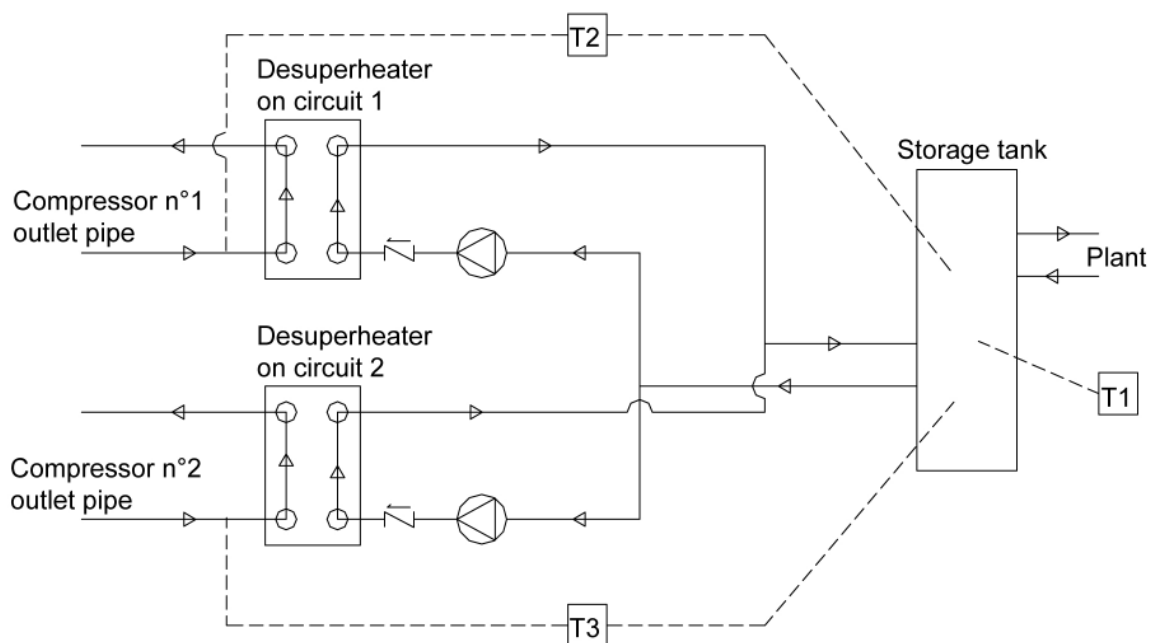 T2
Desuperheater
on circuit 1
Storage tank
Compressor n°1
outlet pipe
Plant
Desuperheater
on circuit 2
T1
Compressor n°2
outlet pipe
T3